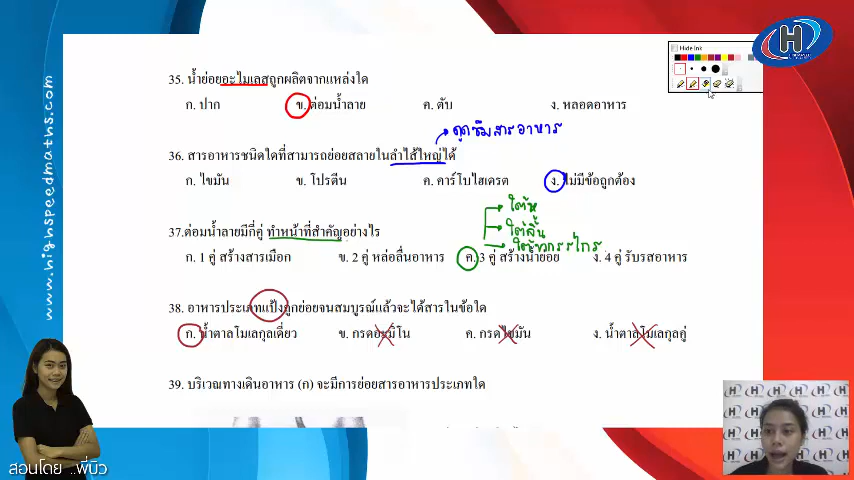 Hide Ink
H
HIGHSPEED
35. น้ำย่อยอะไมเลสถูกผลิตจากแหล่งใด
ก. ปาก ข. ต่อมน้ำลาย ค. ตับ ง. หลอดอาหาร
ดูดซึมสารอาหาร
36. สารอาหารชนิดใดที่สามารถย่อยสลายในลำไส้ใหญ่ได้
ก. ไขมัน ข. โปรตีน ค. คาร์โบไฮเดรต ง. ไม่มีข้อถูกต้อง
ใต้หู
ใต้ลิ้น
ใต้ขากรรไกร
37.ต่อมน้ำลายมีกี่คู่ ทำหน้าที่สำคัญอย่างไร
ก. 1 คู่ สร้างสารเมือก ข. 2 คู่ หล่อลื่นอาหาร ค. 3 คู่ สร้างน้ำย่อย ง. 4 คู่ รับรสอาหาร
38. อาหารประเภทแป้งถูกย่อยจนสมบูรณ์แล้วจะได้สารในข้อใด
ก. น้ำตาลโมเลกุลเดี่ยว ข. กรดอะมิโน ค. กรดไขมัน ง. น้ำตาลโมเลกุลคู่
39. บริเวณทางเดินอาหาร (ก) จะมีการย่อยสารอาหารประเภทใด
www.highspeedmaths.com
สอนโดย ..พี่บิว